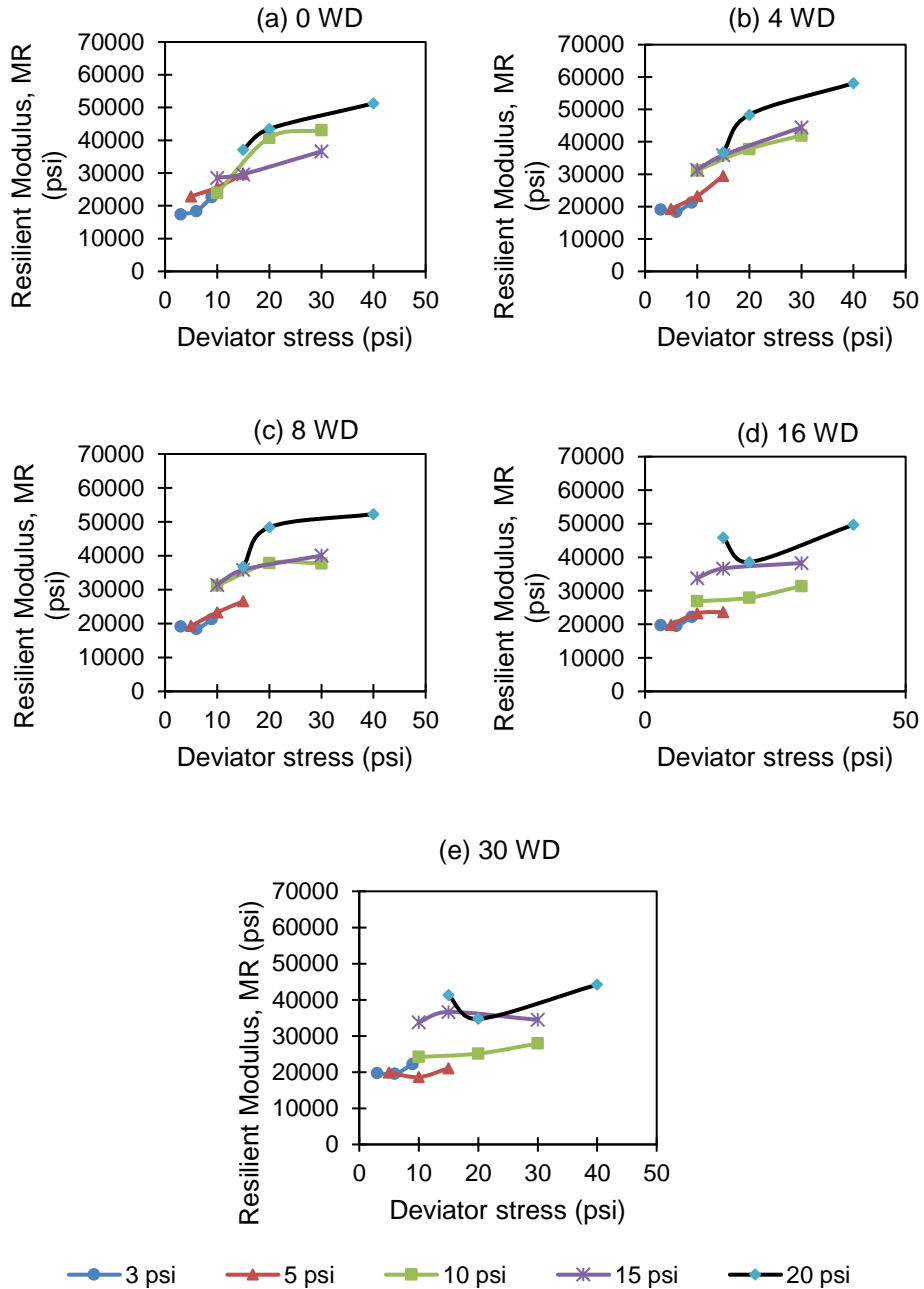 (a) 0 WD
Resilient Modulus, MR
(psi)
70000
60000
50000
40000
30000
20000
10000
0
0 10 20 30 40 50
Deviator stress (psi)
(b) 4 WD
Resilient Modulus, MR
(psi)
70000
60000
50000
40000
30000
20000
10000
0
0 10 20 30 40 50
Deviator stress (psi)
(c) 8 WD
Resilient Modulus, MR
(psi)
70000
60000
50000
40000
30000
20000
10000
0
0 10 20 30 40 50
Deviator stress (psi)
(d) 16 WD
Resilient Modulus, MR
(psi)
70000
60000
50000
40000
30000
20000
10000
0
0 50
Deviator stress (psi)
(e) 30 WD
Resilient Modulus, MR (psi)
70000
60000
50000
40000
30000
20000
10000
0
0 10 20 30 40 50
Deviator stress (psi)
3 psi 5 psi 10 psi 15 psi 20 psi